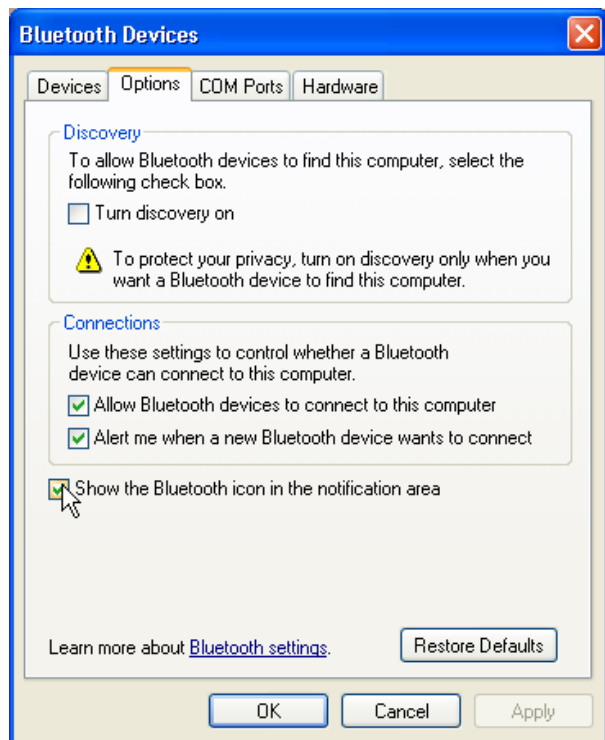 Bluetooth Devices
Devices Options COM Ports Hardware
Discovery
To allow Bluetooth devices to find this computer, select the
following check box.
Turn discovery on
To protect your privacy, turn on discovery only when you
want a Bluetooth device to find this computer.
Connections
Use these settings to control whether a Bluetooth
device can connect to this computer.
Allow Bluetooth devices to connect to this computer
Alert me when a new Bluetooth device wants to connect
Show the Bluetooth icon in the notification area
Learn more about Bluetooth settings.
Restore Defaults
OK Cancel Apply